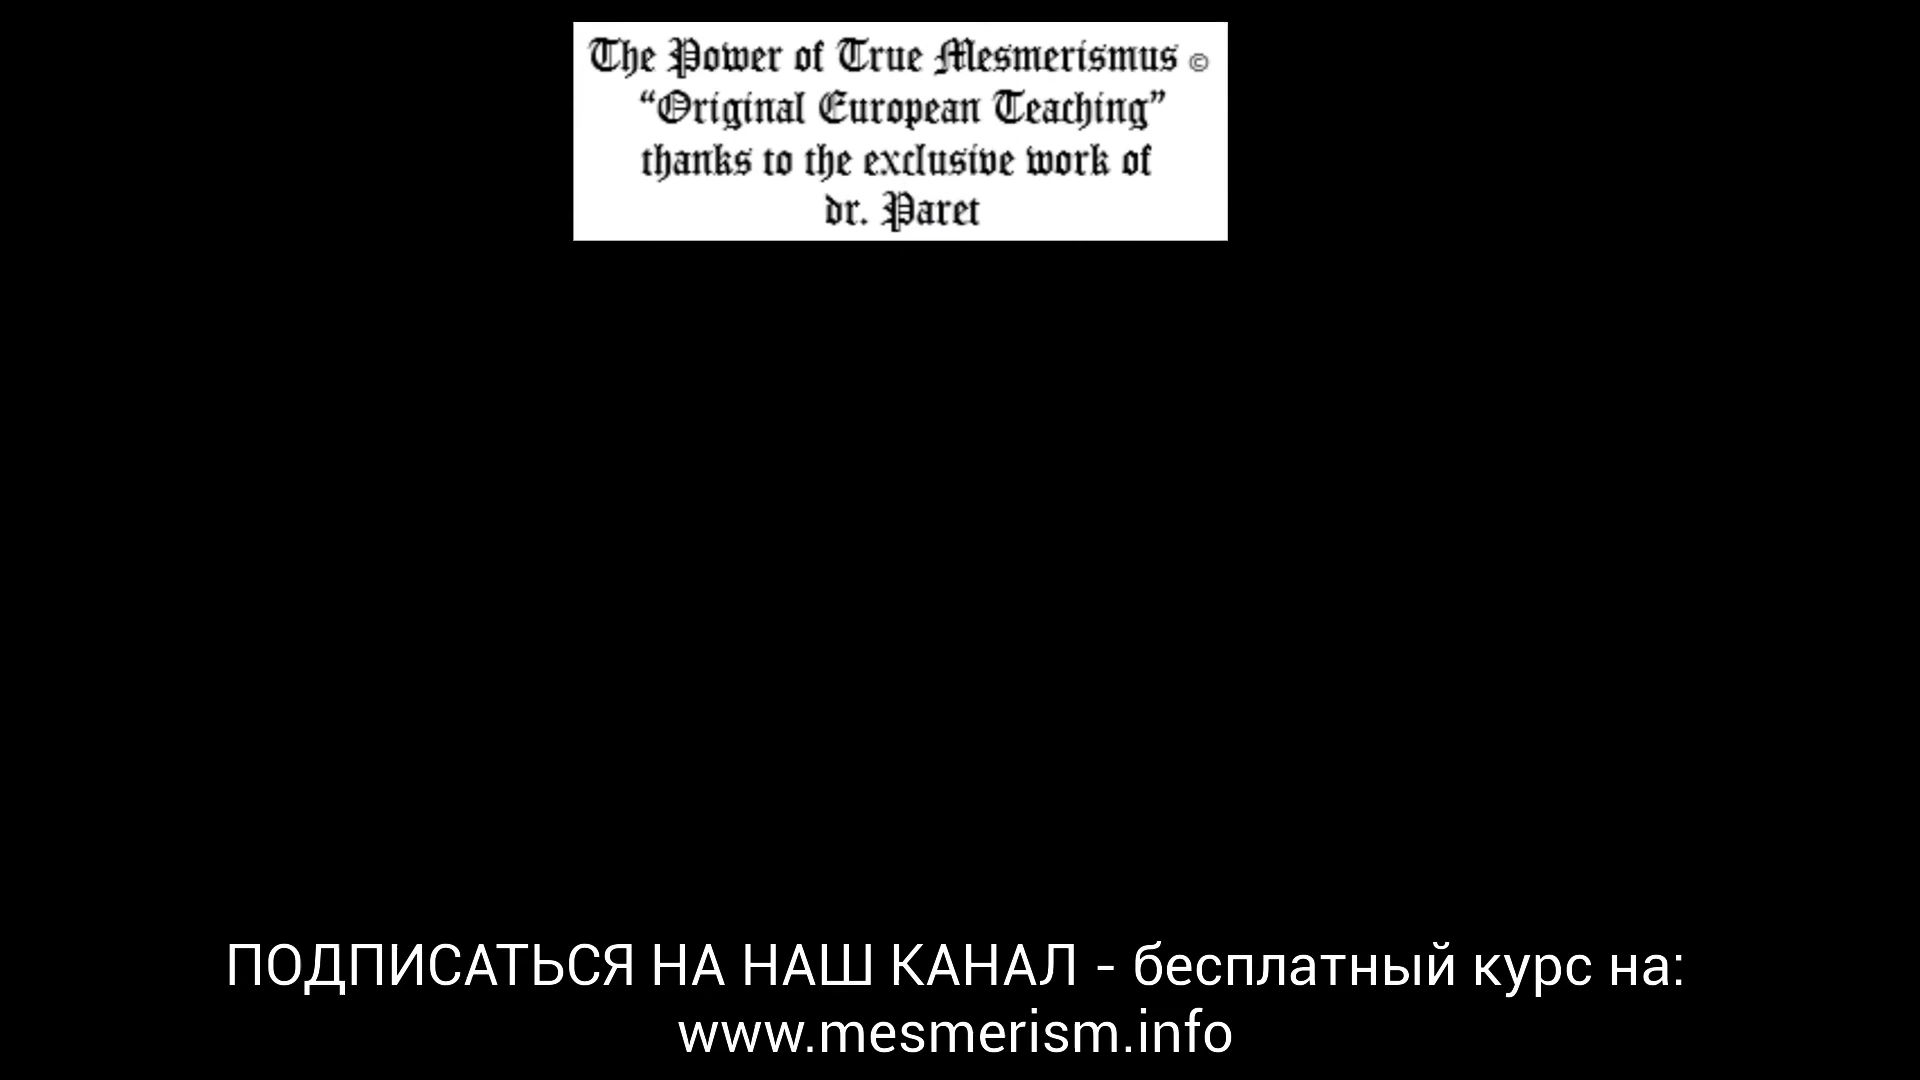 The Power of True Mesmerismus ©
“Original European Teaching”
thanks to the exclusive work of
dr. Paret
ПОДПИСАТЬСЯ НА НАШ КАНАЛ - бесплатный курс на:
www.mesmerism.info